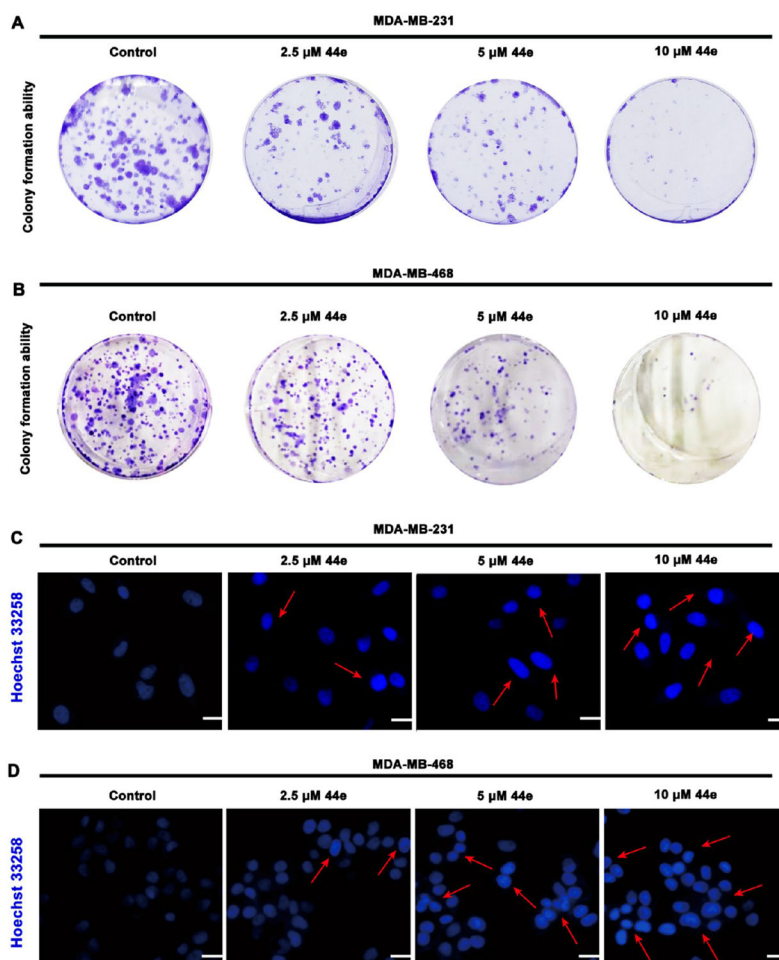 A
MDA-MB-231
Control 2.5 µM 44e 5 µM 44e 10 µM 44e
Colony formation ability
B
MDA-MB-468
Control 2.5 µM 44e 5 µM 44e 10 µM 44e
Colony formation ability
C
MDA-MB-231
Control 2.5 µM 44e 5 µM 44e 10 µM 44e
Hoechst 33258
D
MDA-MB-468
Control 2.5 µM 44e 5 µM 44e 10 µM 44e
Hoechst 33258